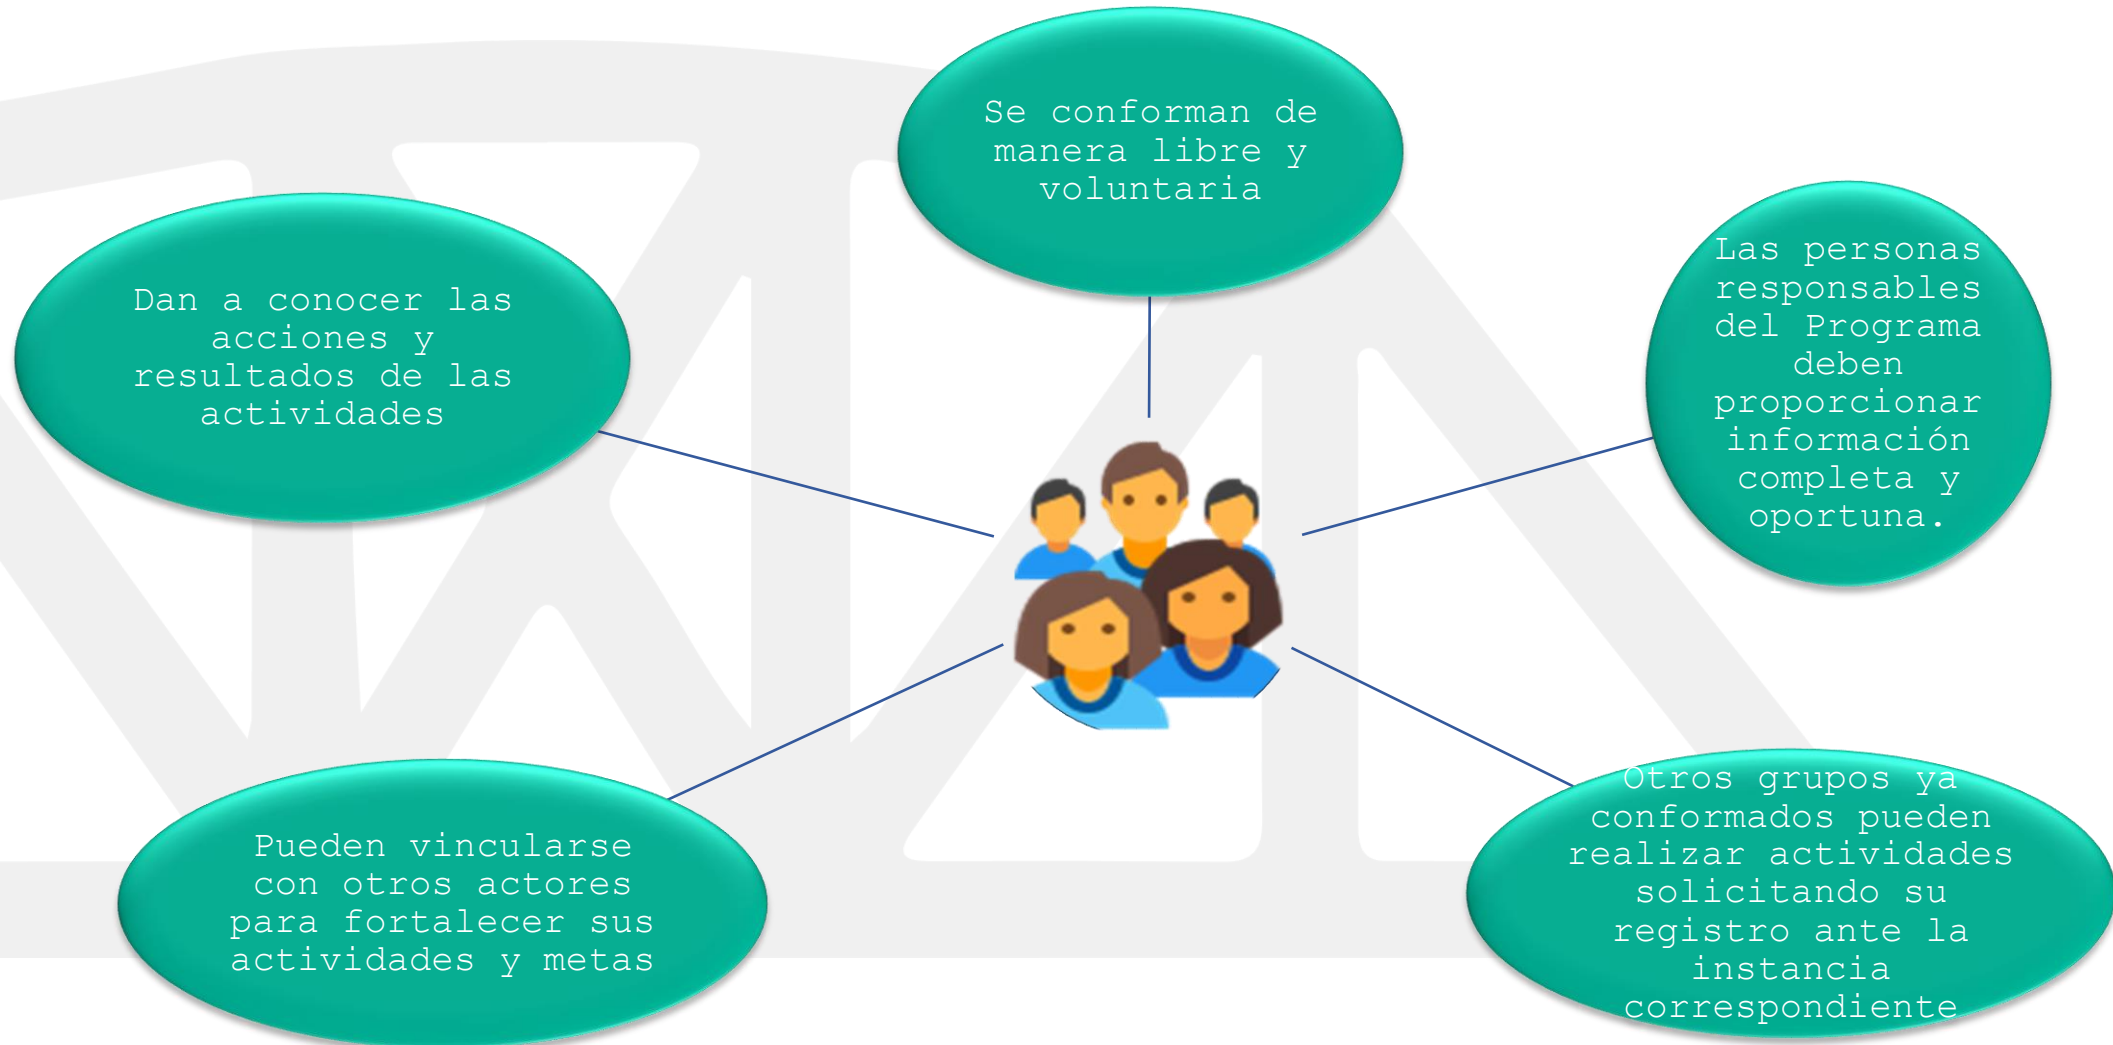 Se conforman de
manera libre y
voluntaria
Dan a conocer las
acciones y
resultados de las
actividades
Las personas
responsables
del Programa
deben
proporcionar
información
completa y
oportuna.
Pueden vincularse
con otros actores
para fortalecer sus
actividades y metas
Otros grupos ya
conformados pueden
realizar actividades
solicitando su
registro ante la
instancia
correspondiente